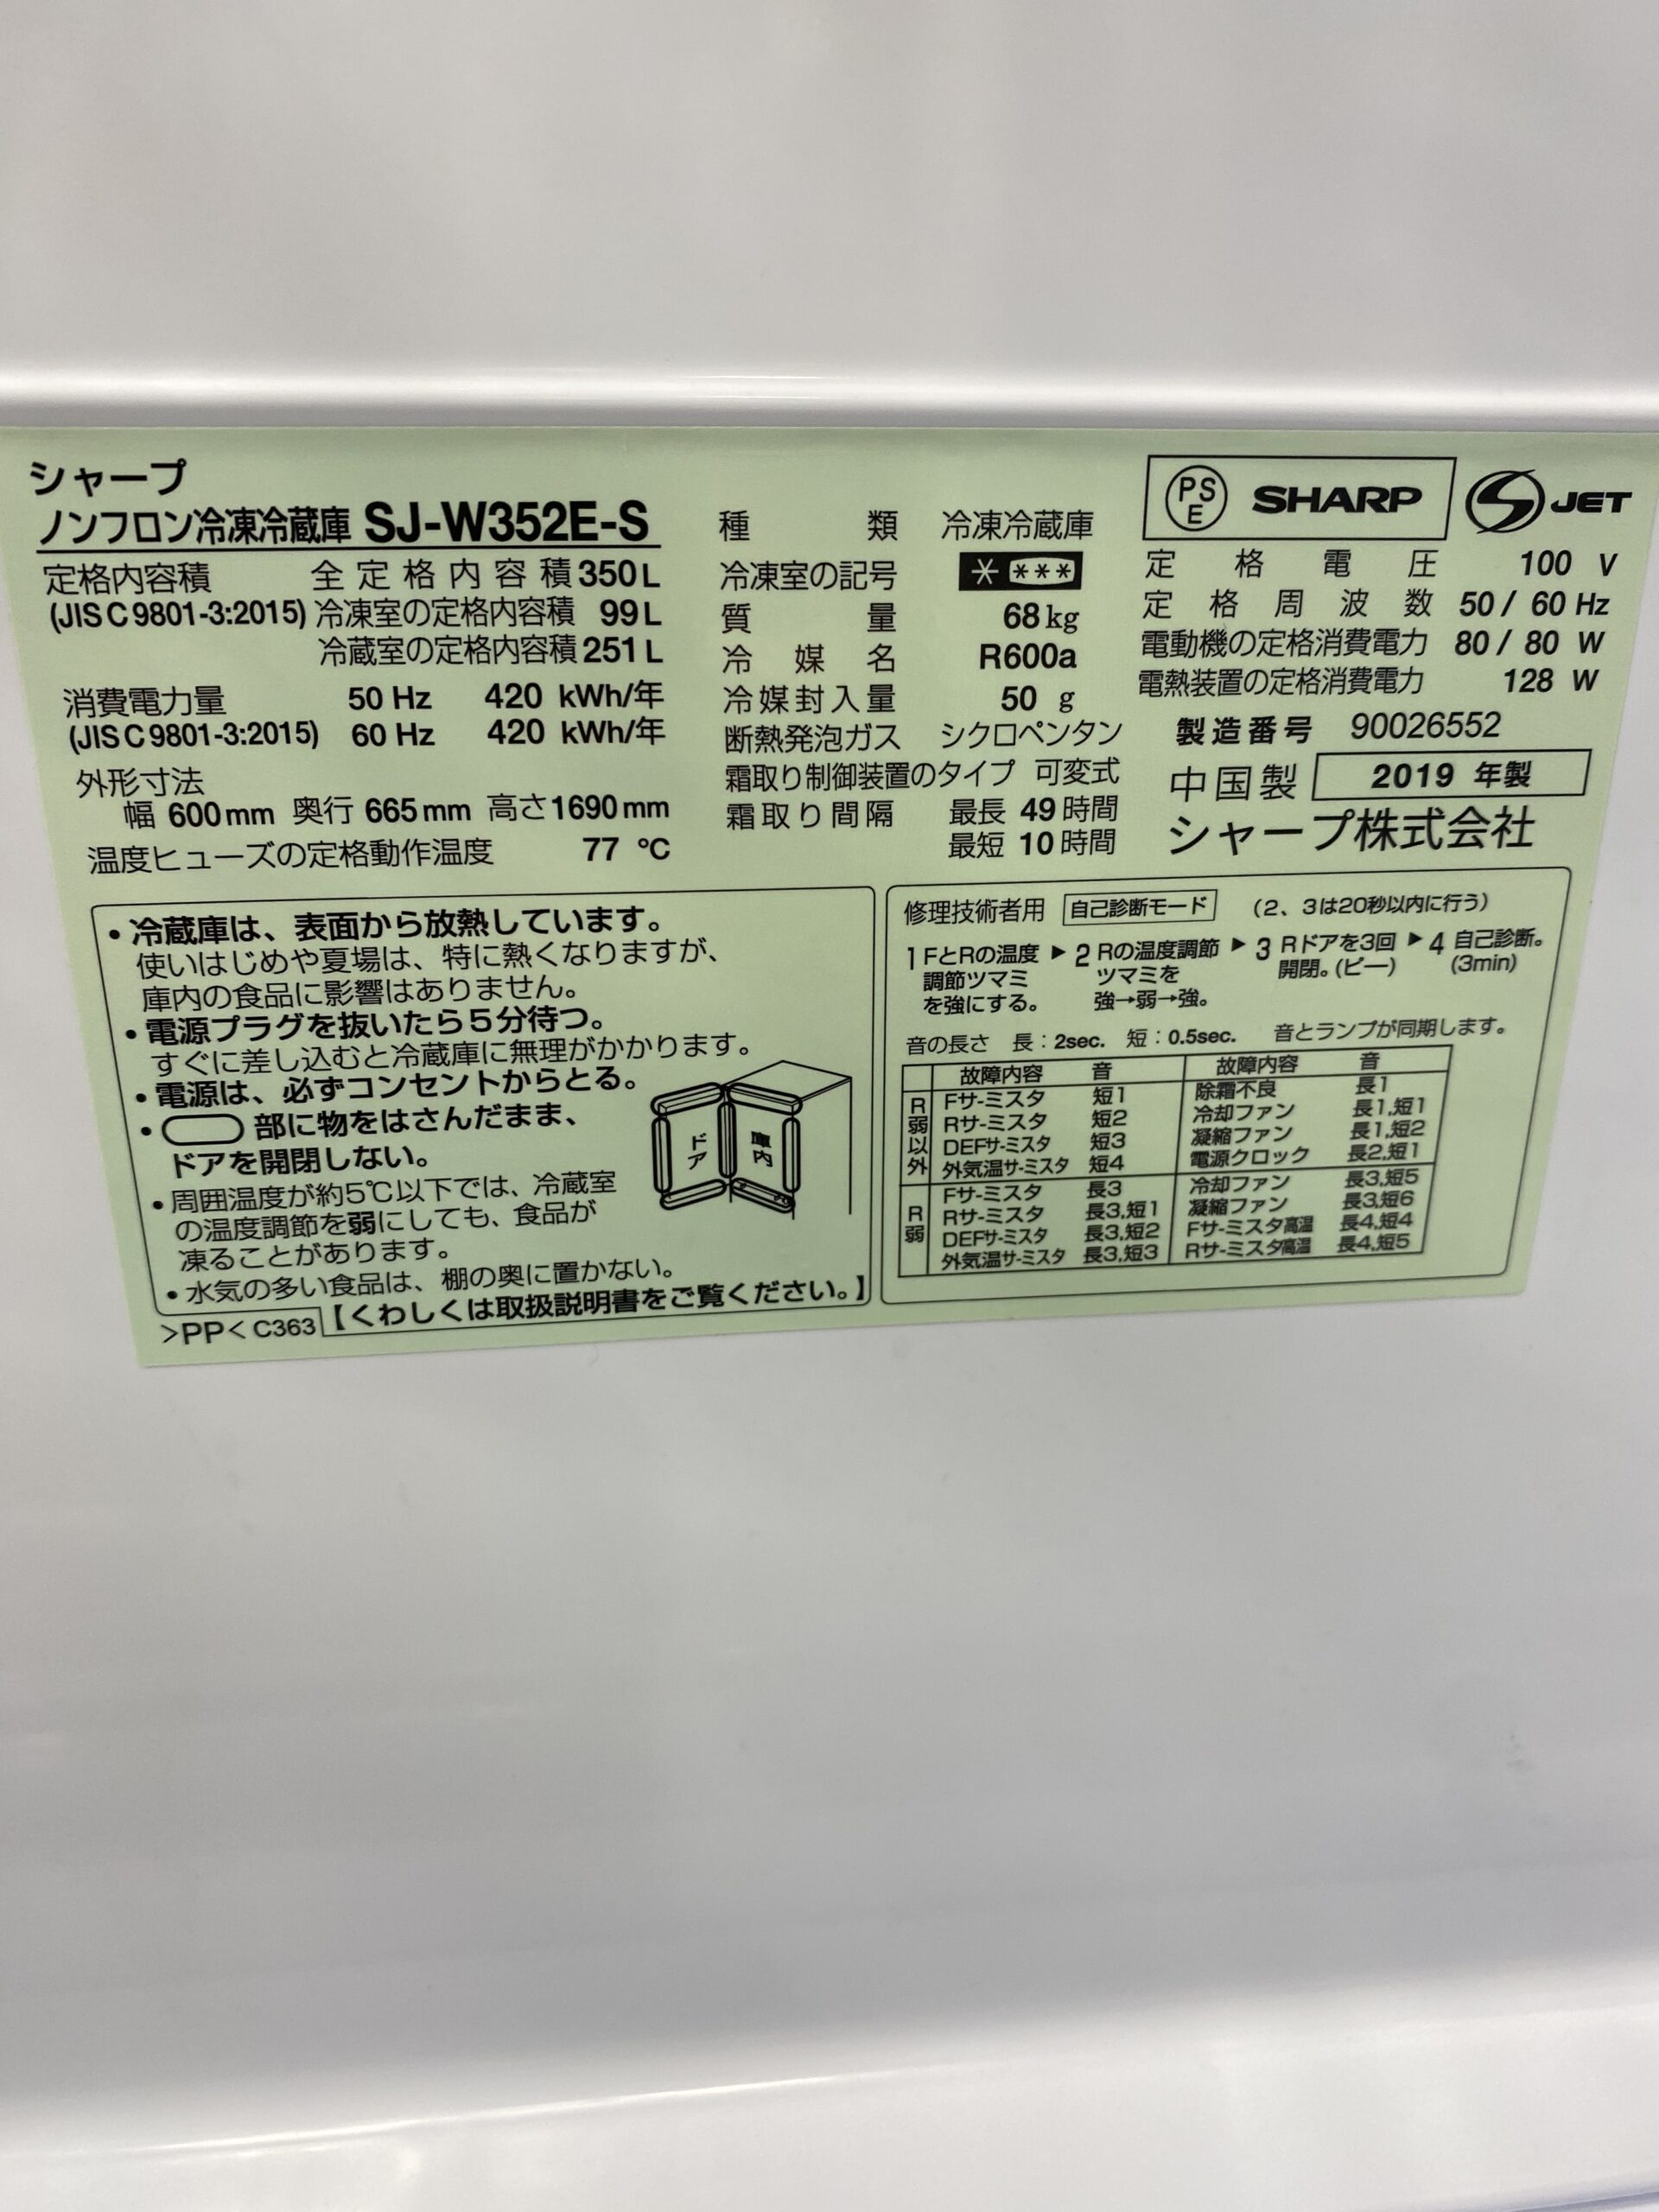 シャープ
ノンフロン冷凍冷蔵庫 SJ-W352E-S
定格内容積 全定格内容積 350L
(JIS C 9801-3:2015) 冷凍室の定格内容積 99L
冷蔵室の定格内容積 251L
消費電力量 50 Hz 420 kWh/年
(JIS C 9801-3:2015) 60 Hz 420 kWh/年
外形寸法
幅 600mm 奥行 665mm 高さ1690mm
温度ヒューズの定格動作温度 77 ℃
種類 冷凍冷蔵庫
冷凍室の記号 * ***
質量 68kg
冷媒名 R600a
冷媒封入量 50 g
断熱発泡ガス シクロペンタン
霜取り制御装置のタイプ 可変式
霜取り間隔 最長 49時間
最短 10時間
PSE SHARP S JET
定格電圧 100 V
定格周波数 50/ 60 Hz
電動機の定格消費電力 80/ 80 W
電熱装置の定格消費電力 128 W
製造番号 90026552
中国製 2019 年製
シャープ株式会社
・冷蔵庫は、表面から放熱しています。
使いはじめや夏場は、特に熱くなりますが、
庫内の食品に影響はありません。
・電源プラグを抜いたら5分待つ。
すぐに差し込むと冷蔵庫に無理がかかります。
・電源は、必ずコンセントからとる。
・部に物をはさんだまま、
ドアを開閉しない。
・周囲温度が約5℃以下では、冷蔵室
の温度調節を弱にしても、食品が
凍ることがあります。
・水気の多い食品は、棚の奥に置かない。
【くわしくは取扱説明書をご覧ください。】
ドア 庫内
>PP< C363
修理技術者用 自己診断モード (2、3は20秒以内に行う)
1 FとRの温度 ▶ 2 Rの温度調節 ▶ 3 Rドアを3回 ▶ 4 自己診断。
調節ツマミ ツマミを 開閉。(ピー) (3min)
を強にする。 強→弱→強。
音の長さ 長:2sec. 短:0.5sec. 音とランプが同期します。
故障内容 音 故障内容 音
R弱以外 Fサ-ミスタ 短1 除霜不良 長1
Rサ-ミスタ 短2 冷却ファン 長1,短1
DEFサ-ミスタ 短3 凝縮ファン 長1,短2
外気温サ-ミスタ 短4 電源クロック 長2,短1
R弱 Fサ-ミスタ 長3 冷却ファン 長3,短5
Rサ-ミスタ 長3,短1 凝縮ファン 長3,短6
DEFサ-ミスタ 長3,短2 Fサ-ミスタ高温 長4,短4
外気温サ-ミスタ 長3,短3 Rサ-ミスタ高温 長4,短5